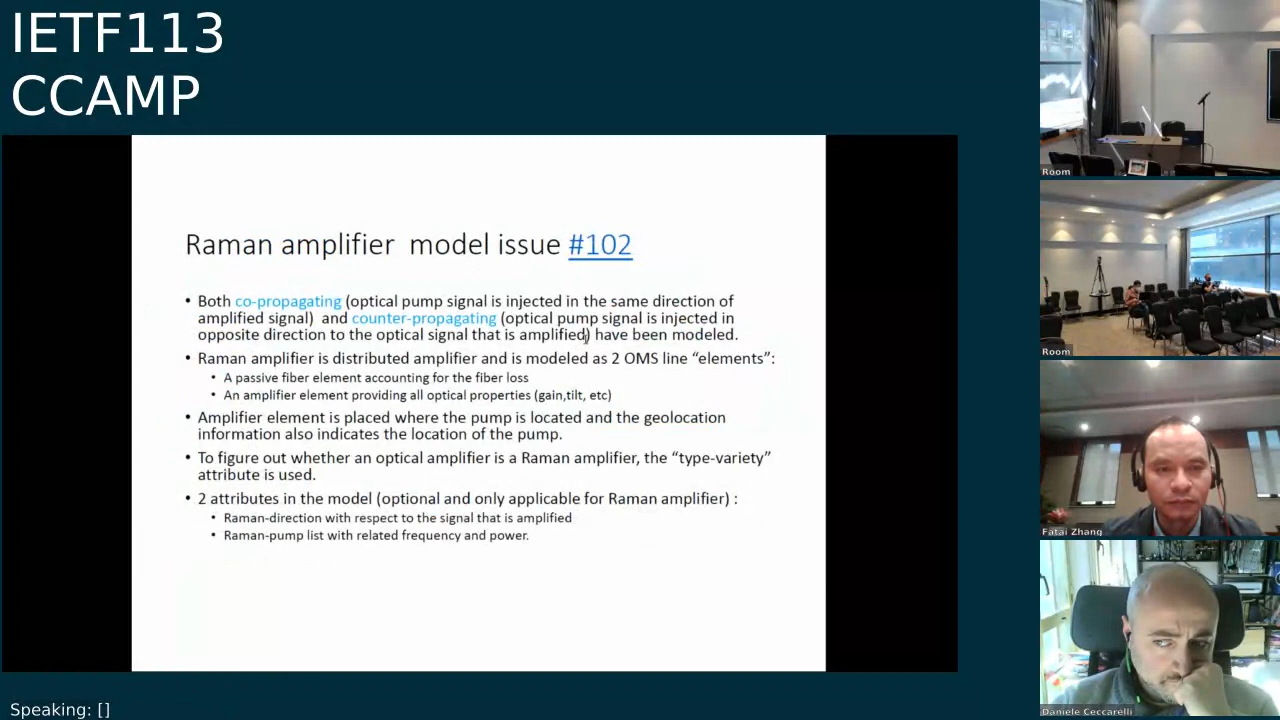 IETF113
CCAMP
Raman amplifier model issue #102
• Both co-propagating (optical pump signal is injected in the same direction of
amplified signal) and counter-propagating (optical pump signal is injected in
opposite direction to the optical signal that is amplified) have been modeled.
• Raman amplifier is distributed amplifier and is modeled as 2 OMS line “elements”:
• A passive fiber element accounting for the fiber loss
• An amplifier element providing all optical properties (gain,tilt, etc)
• Amplifier element is placed where the pump is located and the geolocation
information also indicates the location of the pump.
• To figure out whether an optical amplifier is a Raman amplifier, the “type-variety”
attribute is used.
• 2 attributes in the model (optional and only applicable for Raman amplifier) :
• Raman-direction with respect to the signal that is amplified
• Raman-pump list with related frequency and power.
Speaking: []
Room
Room
Fatai Zhang
Daniele Ceccarelli